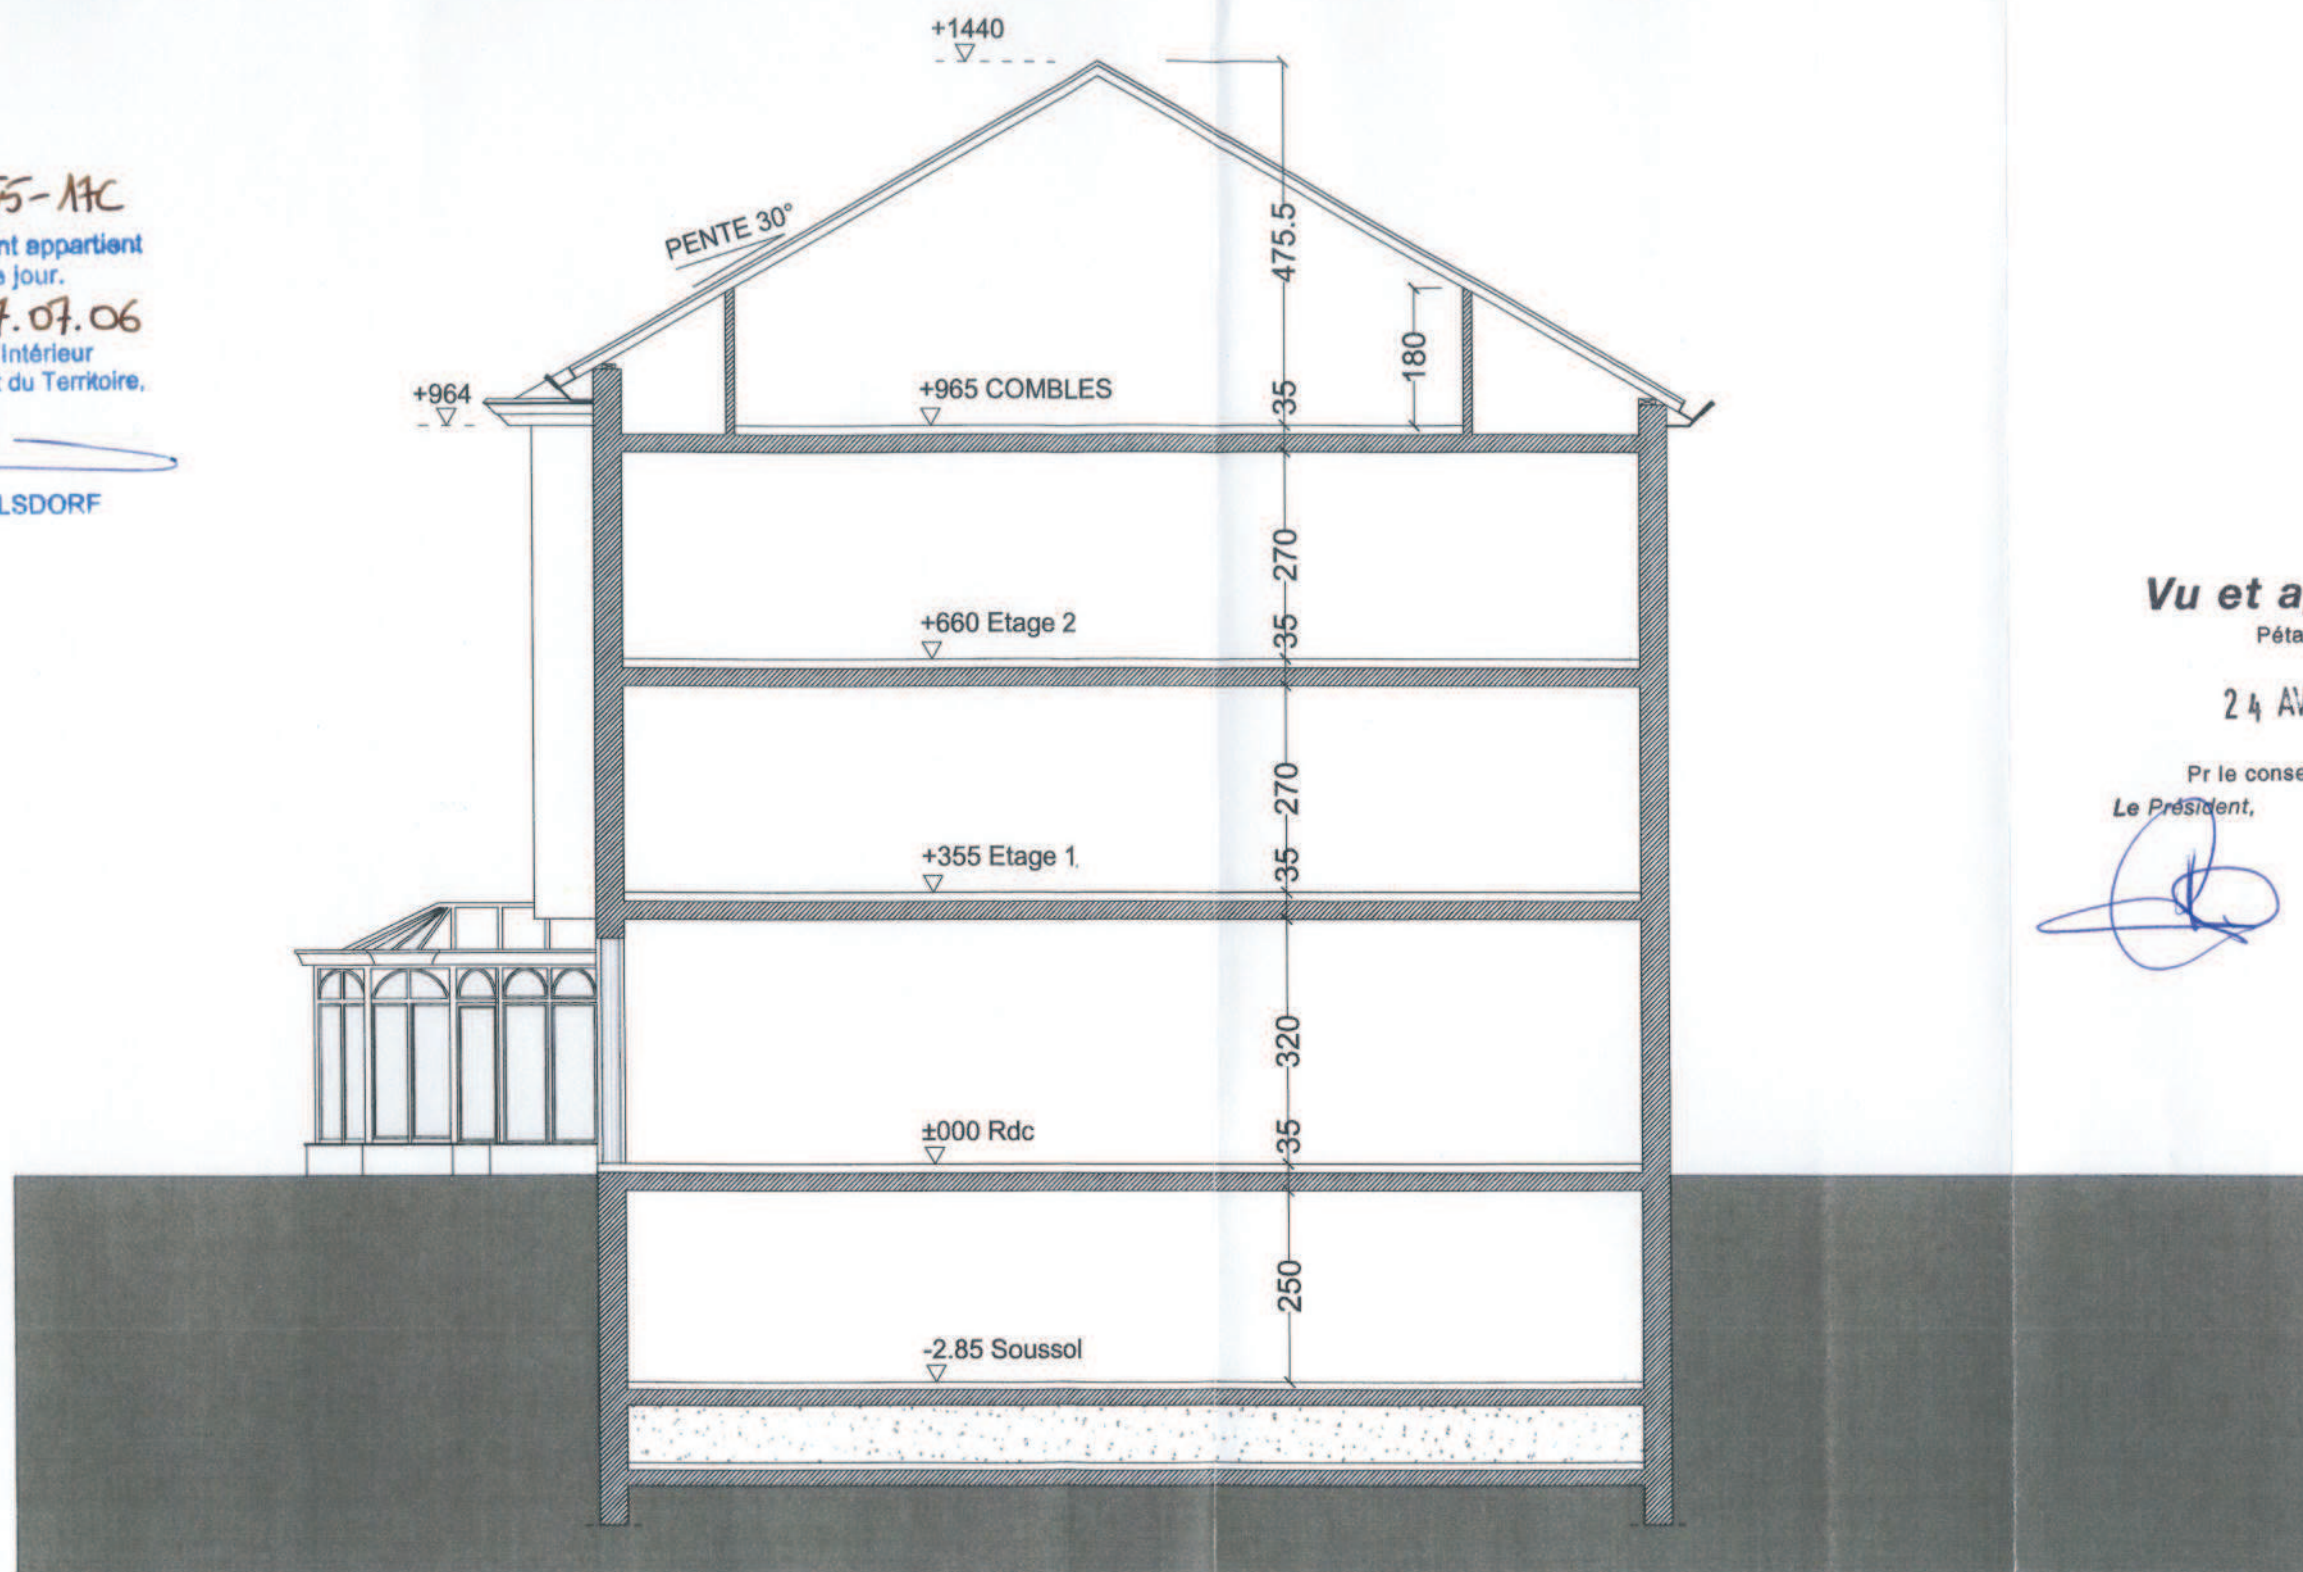 +1440
475.5
PENTE 30°
180
+964
+965 COMBLES
35
270
+660 Etage 2
35
270
+355 Etage 1
35
320
±000 Rdc
35
250
-2.85 Soussol
5-17C
nt appartient
jour.
.07.06
Intérieur
du Territoire,
LSDORF
Vu et a
Péta
24 AV
Pr le conse
Le Président,